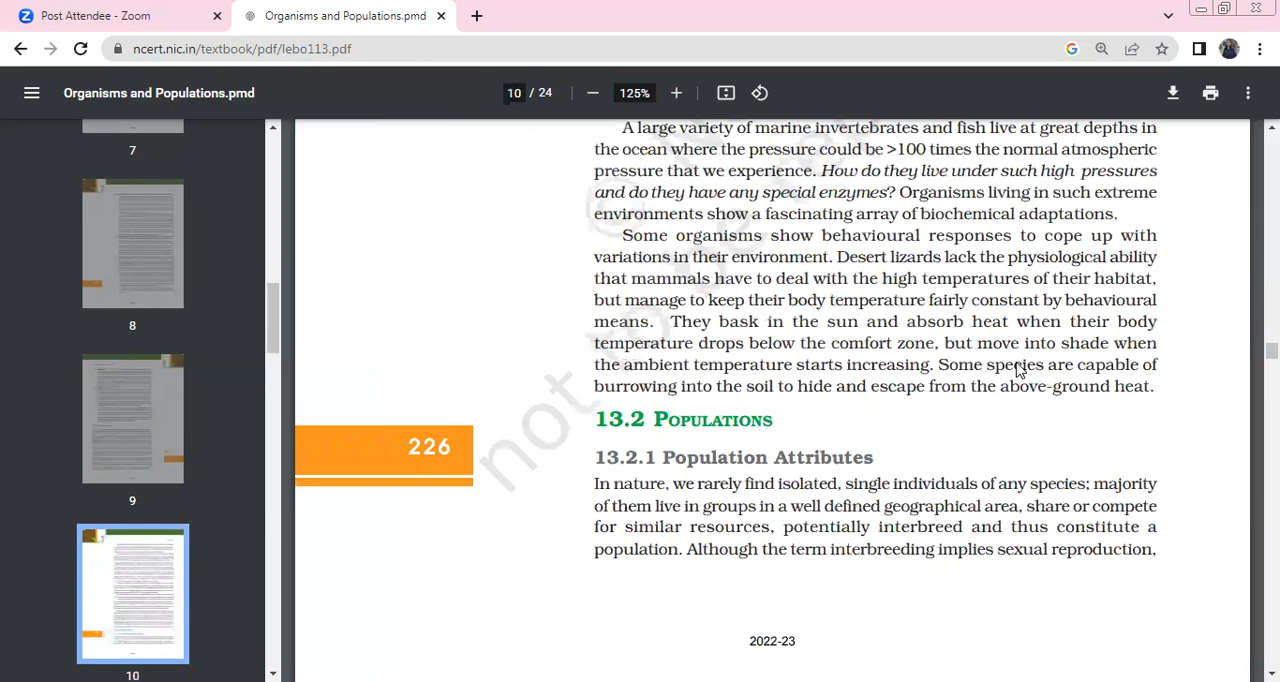 Post Attendee - Zoom
Organisms and Populations.pmd
ncert.nic.in/textbook/pdf/lebo113.pdf
Organisms and Populations.pmd
10 / 24
125%
7
8
9
10
A large variety of marine invertebrates and fish live at great depths in
the ocean where the pressure could be >100 times the normal atmospheric
pressure that we experience. How do they live under such high pressures
and do they have any special enzymes? Organisms living in such extreme
environments show a fascinating array of biochemical adaptations.
Some organisms show behavioural responses to cope up with
variations in their environment. Desert lizards lack the physiological ability
that mammals have to deal with the high temperatures of their habitat,
but manage to keep their body temperature fairly constant by behavioural
means. They bask in the sun and absorb heat when their body
temperature drops below the comfort zone, but move into shade when
the ambient temperature starts increasing. Some species are capable of
burrowing into the soil to hide and escape from the above-ground heat.
13.2 POPULATIONS
226
13.2.1 Population Attributes
In nature, we rarely find isolated, single individuals of any species; majority
of them live in groups in a well defined geographical area, share or compete
for similar resources, potentially interbreed and thus constitute a
population. Although the term interbreeding implies sexual reproduction,
2022-23
©
not to be